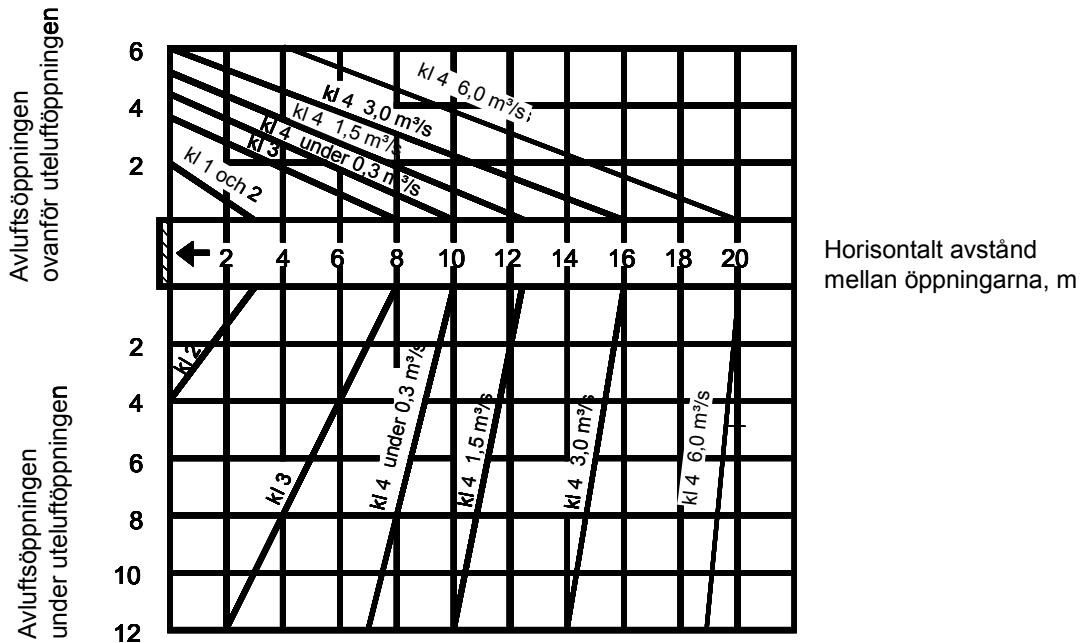 Avluftsöppningen
ovanför uteluftöppningen
6
4
2
kl 4 6,0 m³/s
kl 4 3,0 m³/s
kl 4 1,5 m³/s
kl 4 under 0,3 m³/s
kl 3
kl 1 och 2
2 4 6 8 10 12 14 16 18 20
Horisontalt avstånd
mellan öppningarna, m
Avluftsöppningen
under uteluftöppningen
2
4
6
8
10
12
kl 2
kl 3
kl 4 under 0,3 m³/s
kl 4 1,5 m³/s
kl 4 3,0 m³/s
kl 4 6,0 m³/s